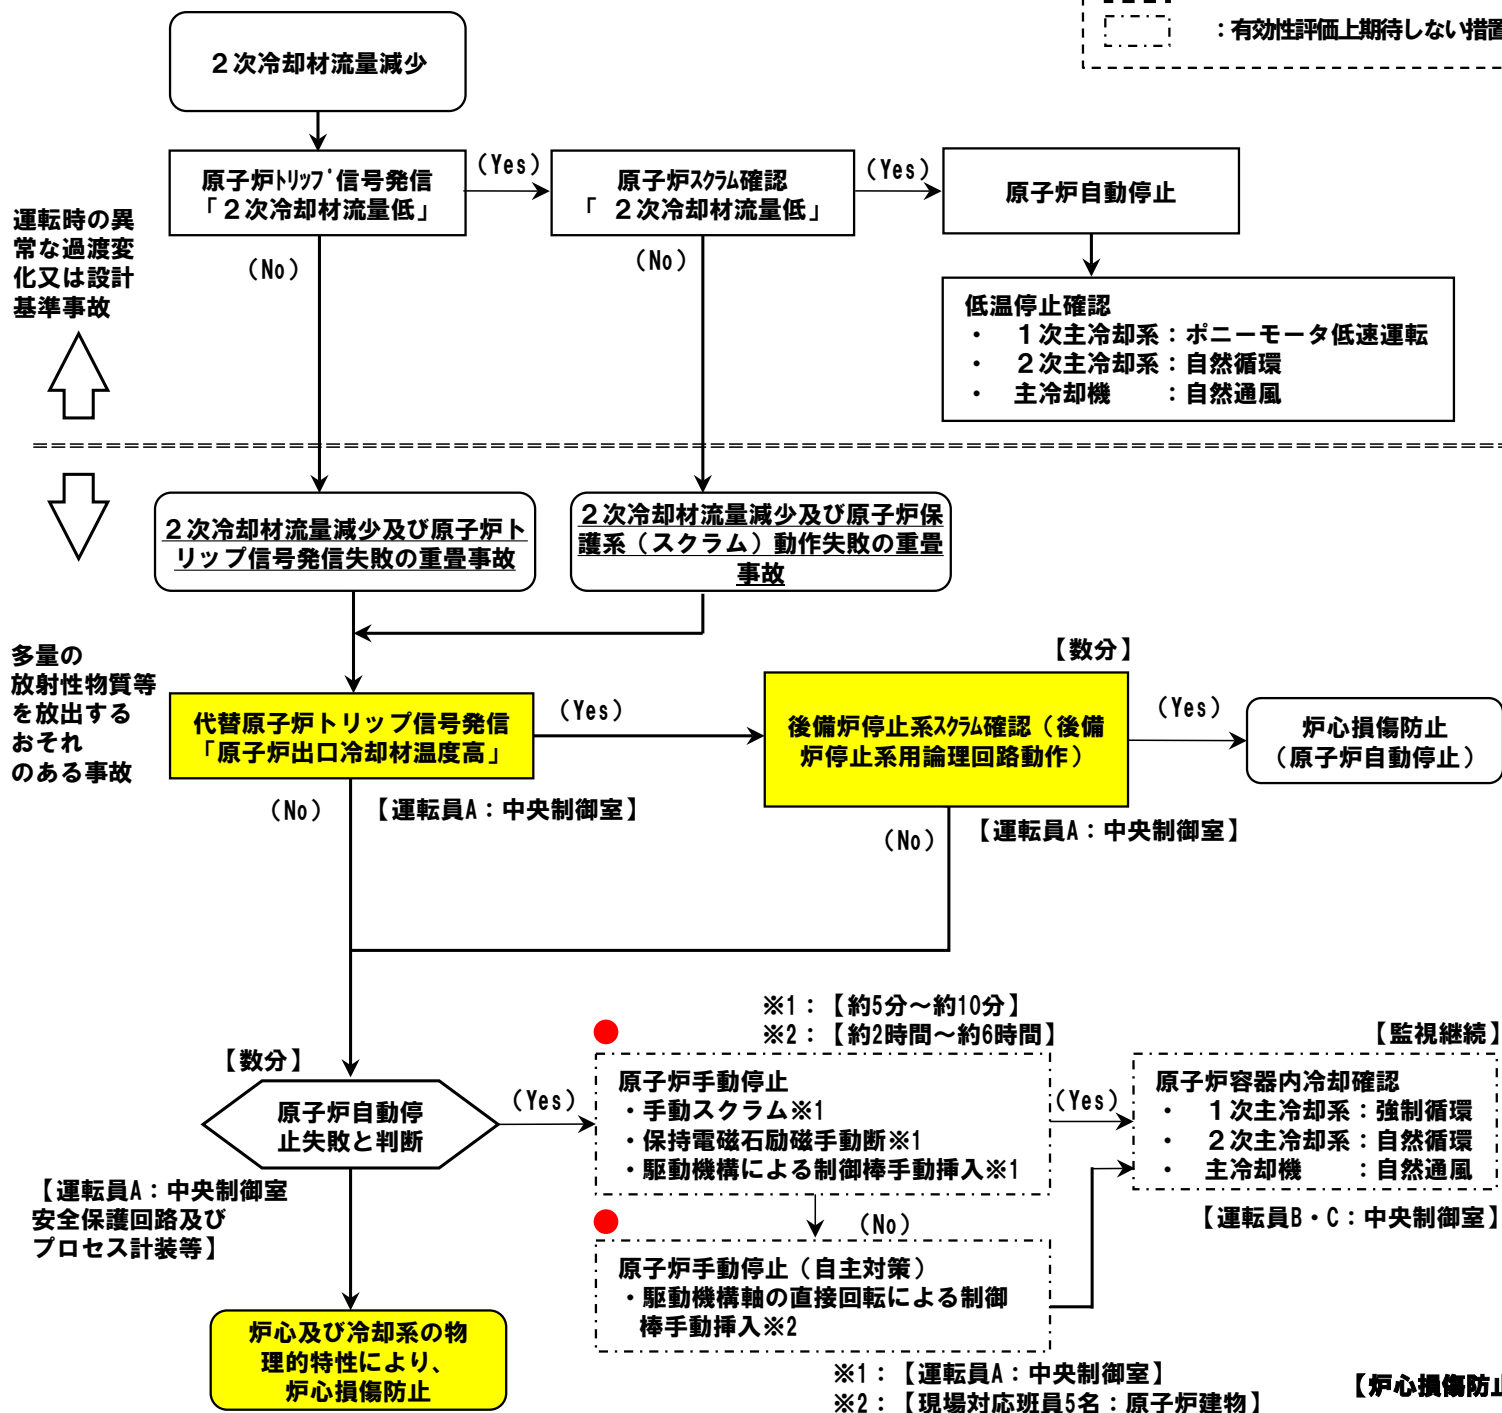 ：有効性評価上期待しない措置
２次冷却材流量減少
原子炉ﾄﾘｯﾌﾟ信号発信
「２次冷却材流量低」
（Yes）
原子炉ｽｸﾗﾑ確認
「 ２次冷却材流量低」
（Yes）
原子炉自動停止
（No）
（No）
運転時の異
常な過渡変
化又は設計
基準事故
低温停止確認
・ １次主冷却系：ポニーモータ低速運転
・ ２次主冷却系：自然循環
・ 主冷却機 ：自然通風
２次冷却材流量減少及び原子炉ト
リップ信号発信失敗の重畳事故
２次冷却材流量減少及び原子炉保
護系（スクラム）動作失敗の重畳
事故
多量の
放射性物質等
を放出する
おそれ
のある事故
代替原子炉トリップ信号発信
「原子炉出口冷却材温度高」
（Yes）
【数分】
後備炉停止系ｽｸﾗﾑ確認（後備
炉停止系用論理回路動作）
（Yes）
炉心損傷防止
（原子炉自動停止）
（No）
【運転員A：中央制御室】
（No）
【運転員A：中央制御室】
【数分】
原子炉自動停
止失敗と判断
（Yes）
【運転員A：中央制御室
安全保護回路及び
プロセス計装等】
※1：【約5分～約10分】
※2：【約2時間～約6時間】
原子炉手動停止
・手動スクラム※1
・保持電磁石励磁手動断※1
・駆動機構による制御棒手動挿入※1
（Yes）
【監視継続】
原子炉容器内冷却確認
・ １次主冷却系：強制循環
・ ２次主冷却系：自然循環
・ 主冷却機 ：自然通風
【運転員B・C：中央制御室】
（No）
原子炉手動停止（自主対策）
・駆動機構軸の直接回転による制御
棒手動挿入※2
※1：【運転員A：中央制御室】
※2：【現場対応班員5名：原子炉建物】
炉心及び冷却系の物
理的特性により、
炉心損傷防止
【炉心損傷防止